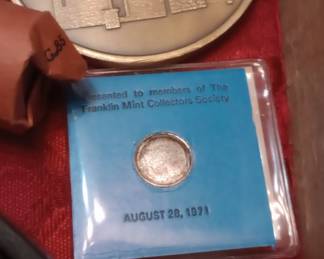 Presented to members of The
Franklin Mint Collectors Society
AUGUST 28, 1971